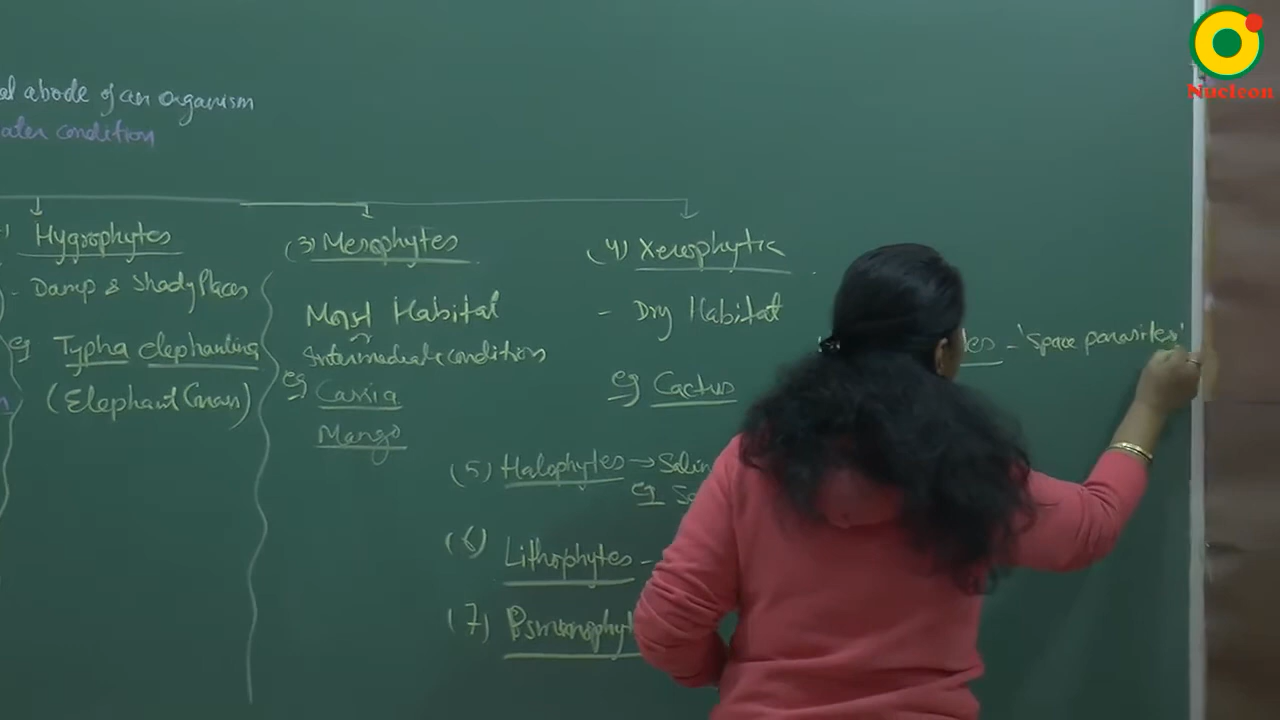 abode of an organism
condition
Hygrophytes
- Damp & Shady Places
eg Typha elephantina
(Elephant Grass)
(3) Mesophytes
Moist Habitat
or
Intermediate condition
eg Cassia
Mango
(4) Xerophytic
- Dry Habitat
eg Cactus
(5) Halophytes → Salin
eg
(6) Lithophytes -
(7)
- 'Space parasites'
Nucleon